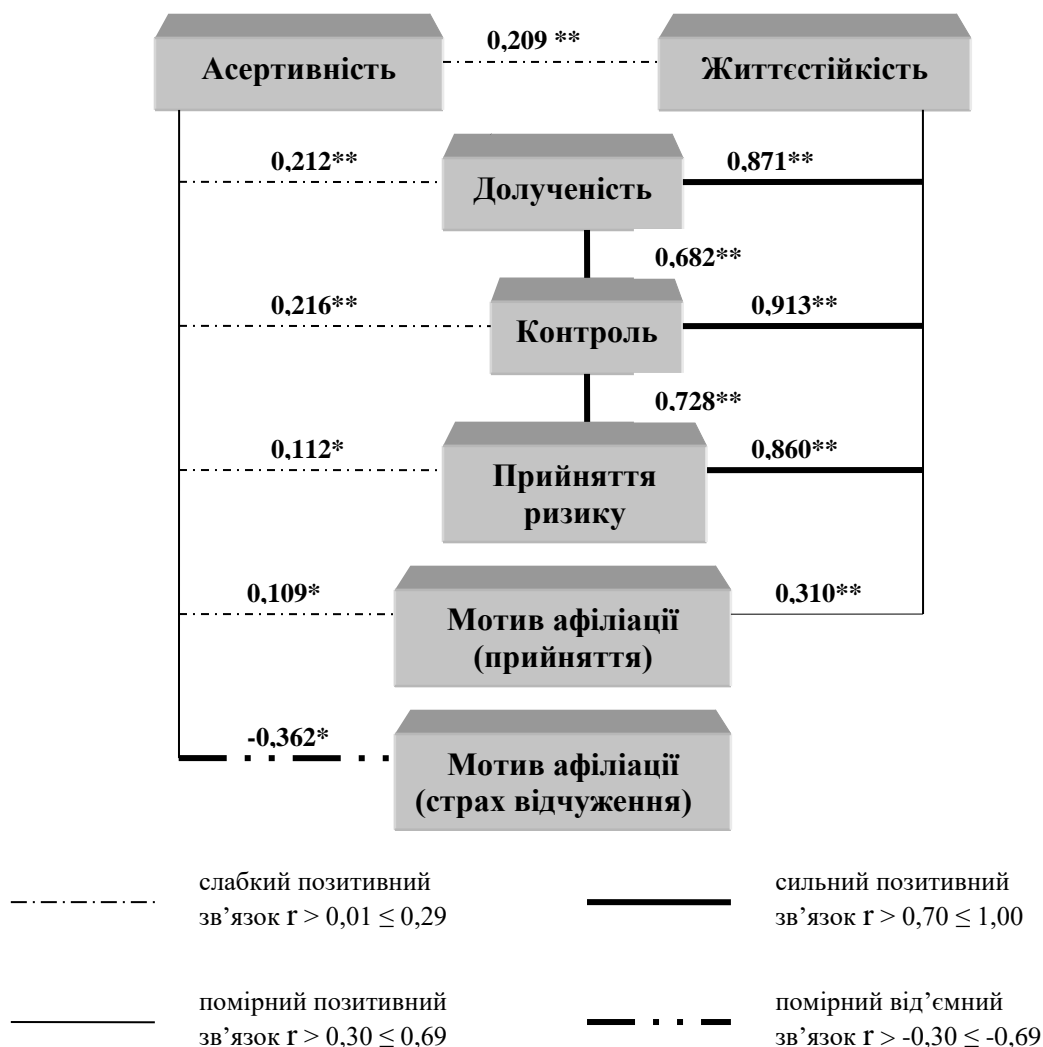 0,209 **
Асертивність
Життєстійкість
0,212**
Долученість
0,871**
0,682**
0,216**
Контроль
0,913**
0,728**
0,112*
Прийняття
ризику
0,860**
0,109*
Мотив афіліації
(прийняття)
0,310**
-0,362*
Мотив афіліації
(страх відчуження)
слабкий позитивний
зв'язок r > 0,01 ≤ 0,29
сильний позитивний
зв'язок r > 0,70 ≤ 1,00
помірний позитивний
зв'язок r > 0,30 ≤ 0,69
помірний від’ємний
зв'язок r > -0,30 ≤ -0,69